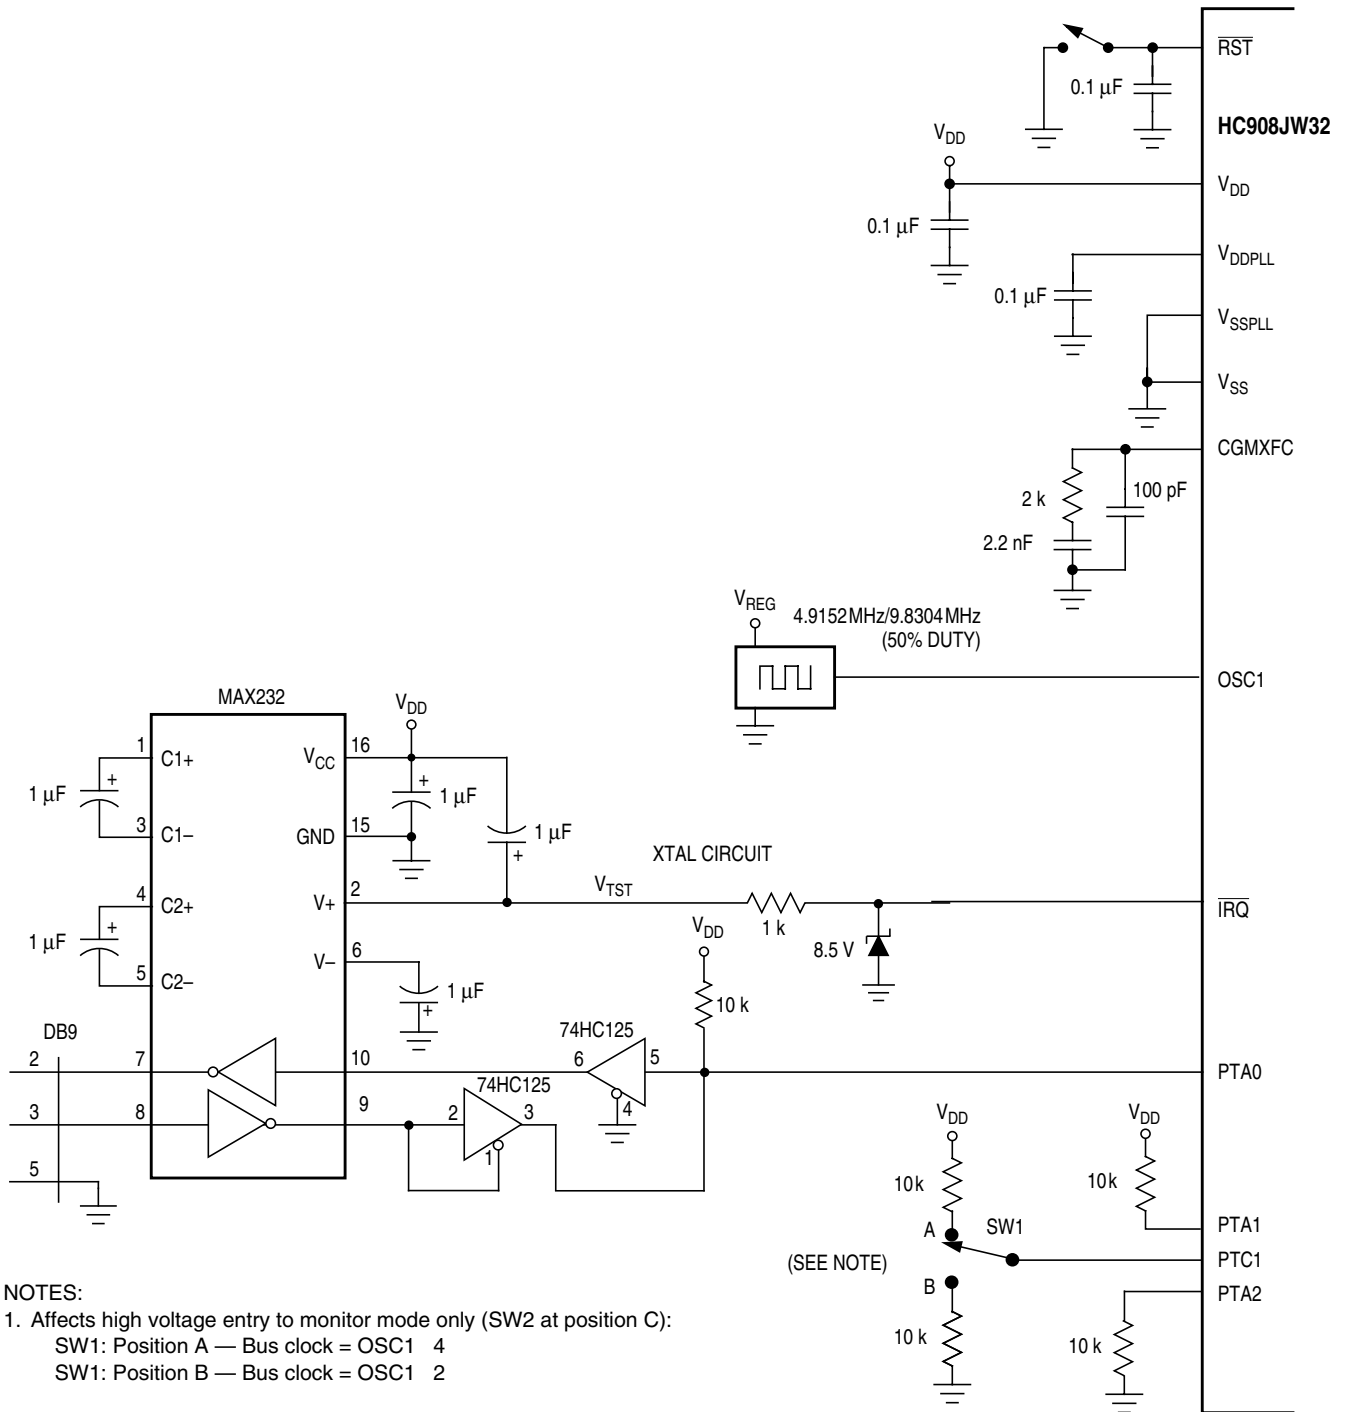 RST
0.1 µF
HC908JW32
VDD
VDD
0.1 µF
VDDPLL
0.1 µF
VSSPLL
VSS
CGMXFC
2 k
100 pF
2.2 nF
VREG
4.9152MHz/9.8304MHz
(50% DUTY)
OSC1
MAX232
VDD
1
C1+
VCC
16
1 µF
+
+
1 µF
3
C1–
GND
15
1 µF
+
XTAL CIRCUIT
4
C2+
V+
2
VTST
1 k
IRQ
1 µF
+
VDD
8.5 V
5
C2–
V–
6
1 µF
+
10 k
DB9
74HC125
2
7
10
6
5
PTA0
4
74HC125
3
8
9
2
3
1
5
VDD
VDD
10k
10k
A
SW1
PTA1
(SEE NOTE)
PTC1
B
PTA2
10 k
10 k
NOTES:
1. Affects high voltage entry to monitor mode only (SW2 at position C):
SW1: Position A — Bus clock = OSC1 4
SW1: Position B — Bus clock = OSC1 2